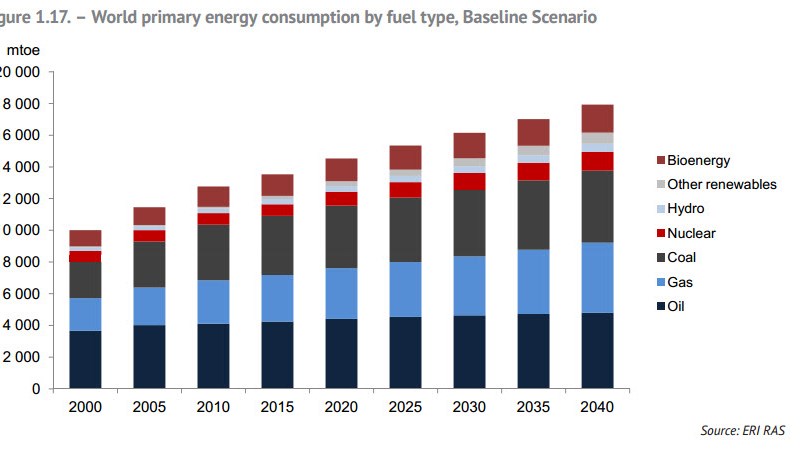 gure 1.17. – World primary energy consumption by fuel type, Baseline Scenario
mtoe
20 000
8 000
6 000
4 000
2 000
0 000
8 000
6 000
4 000
2 000
0
2000 2005 2010 2015 2020 2025 2030 2035 2040
Bioenergy
Other renewables
Hydro
Nuclear
Coal
Gas
Oil
Source: ERI RAS